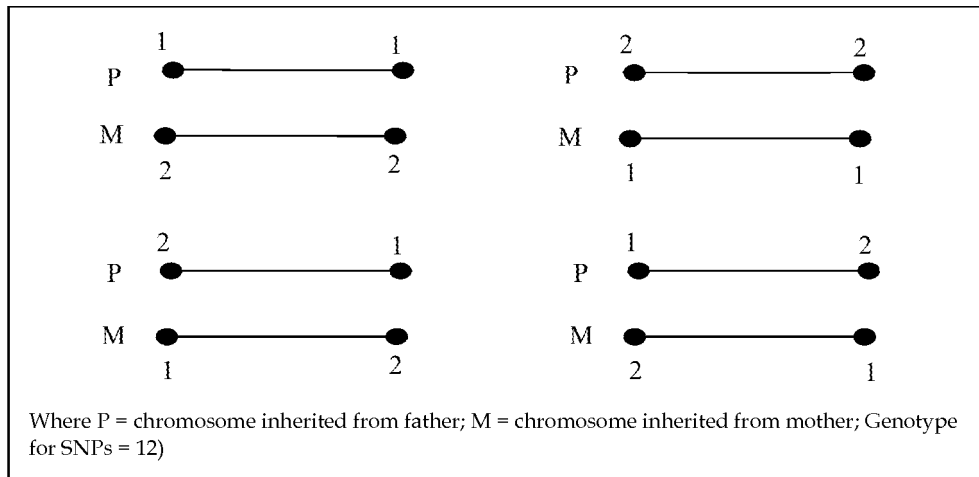 1 1 2 2
P P
M M
2 2 1 1
2 1 1 2
P P
M M
1 2 2 1
Where P = chromosome inherited from father; M = chromosome inherited from mother; Genotype
for SNPs = 12)